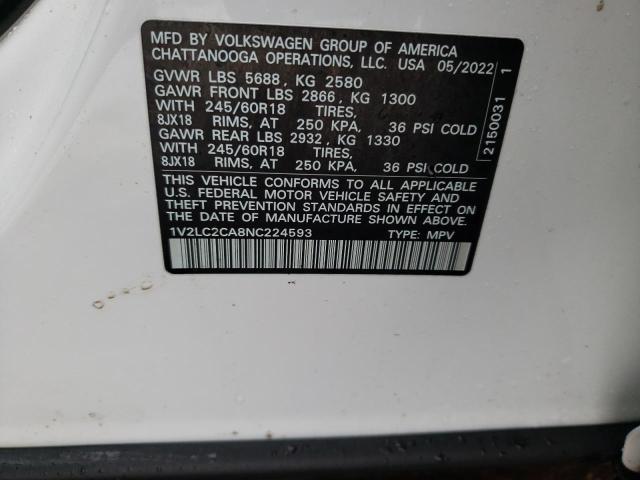 MFD BY VOLKSWAGEN GROUP OF AMERICA
CHATTANOOGA OPERATIONS, LLC. USA 05/2022
GVWR LBS 5688, KG 2580
GAWR FRONT LBS 2866, KG 1300
WITH 245/60R18 TIRES,
8JX18 RIMS, AT 250 KPA, 36 PSI COLD
GAWR REAR LBS 2932, KG 1330
WITH 245/60R18 TIRES,
8JX18 RIMS, AT 250 KPA, 36 PSI COLD
THIS VEHICLE CONFORMS TO ALL APPLICABLE
U.S. FEDERAL MOTOR VEHICLE SAFETY AND
THEFT PREVENTION STANDARDS IN EFFECT ON
THE DATE OF MANUFACTURE SHOWN ABOVE.
1V2LC2CA8NC224593 TYPE: MPV
2150031 1